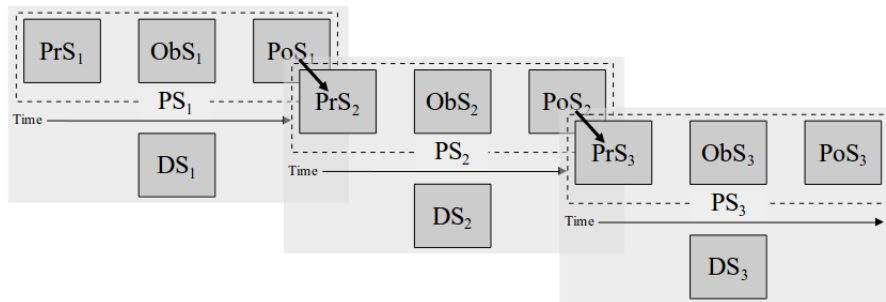 PrS₁ ObS₁ PoS₁
PS₁
Time
DS₁
PrS₂ ObS₂ PoS₂
PS₂
Time
DS₂
PrS₃ ObS₃ PoS₃
PS₃
Time
DS₃